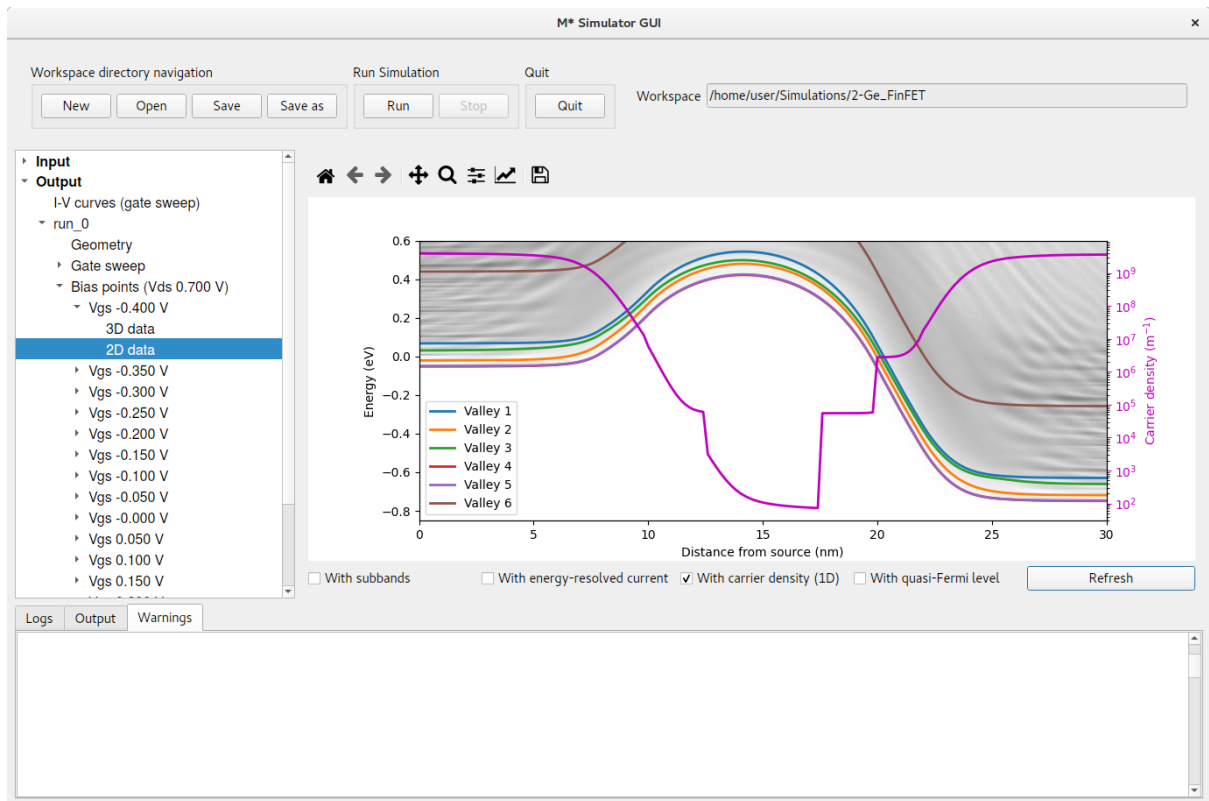 M* Simulator GUI
×
Workspace directory navigation
Run Simulation
Quit
New
Open
Save
Save as
Run
Stop
Quit
Workspace
/home/user/Simulations/2-Ge_FinFET
Input
Output
I-V curves (gate sweep)
run_0
Geometry
Gate sweep
Bias points (Vds 0.700 V)
Vgs -0.400 V
3D data
2D data
Vgs -0.350 V
Vgs -0.300 V
Vgs -0.250 V
Vgs -0.200 V
Vgs -0.150 V
Vgs -0.100 V
Vgs -0.050 V
Vgs -0.000 V
Vgs 0.050 V
Vgs 0.100 V
Vgs 0.150 V
Energy (eV)
0.6
0.4
0.2
0.0
−0.2
−0.4
−0.6
−0.8
Valley 1
Valley 2
Valley 3
Valley 4
Valley 5
Valley 6
0
5
10
15
20
25
30
Distance from source (nm)
10⁹
10⁸
10⁷
10⁶
10⁵
10⁴
10³
10²
Carrier density (m⁻¹)
With subbands
With energy-resolved current
With carrier density (1D)
With quasi-Fermi level
Refresh
Logs
Output
Warnings